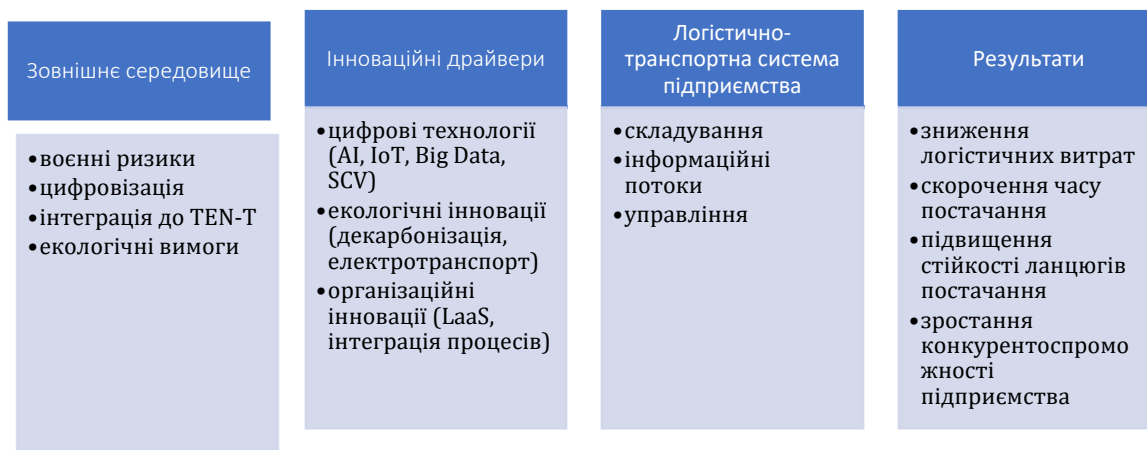 Зовнішнє середовище
•воєнні ризики
•цифровізація
•інтеграція до TEN-T
•екологічні вимоги
Інноваційні драйвери
•цифрові технології
(AI, IoT, Big Data,
SCV)
•екологічні інновації
(декарбонізація,
електротранспорт)
•організаційні
інновації (LaaS,
інтеграція процесів)
Логістично-
транспортна система
підприємства
•складування
•інформаційні
потоки
•управління
Результати
•зниження
логістичних витрат
•скорочення часу
постачання
•підвищення
стійкості ланцюгів
постачання
•зростання
конкурентоспромо
жності
підприємства